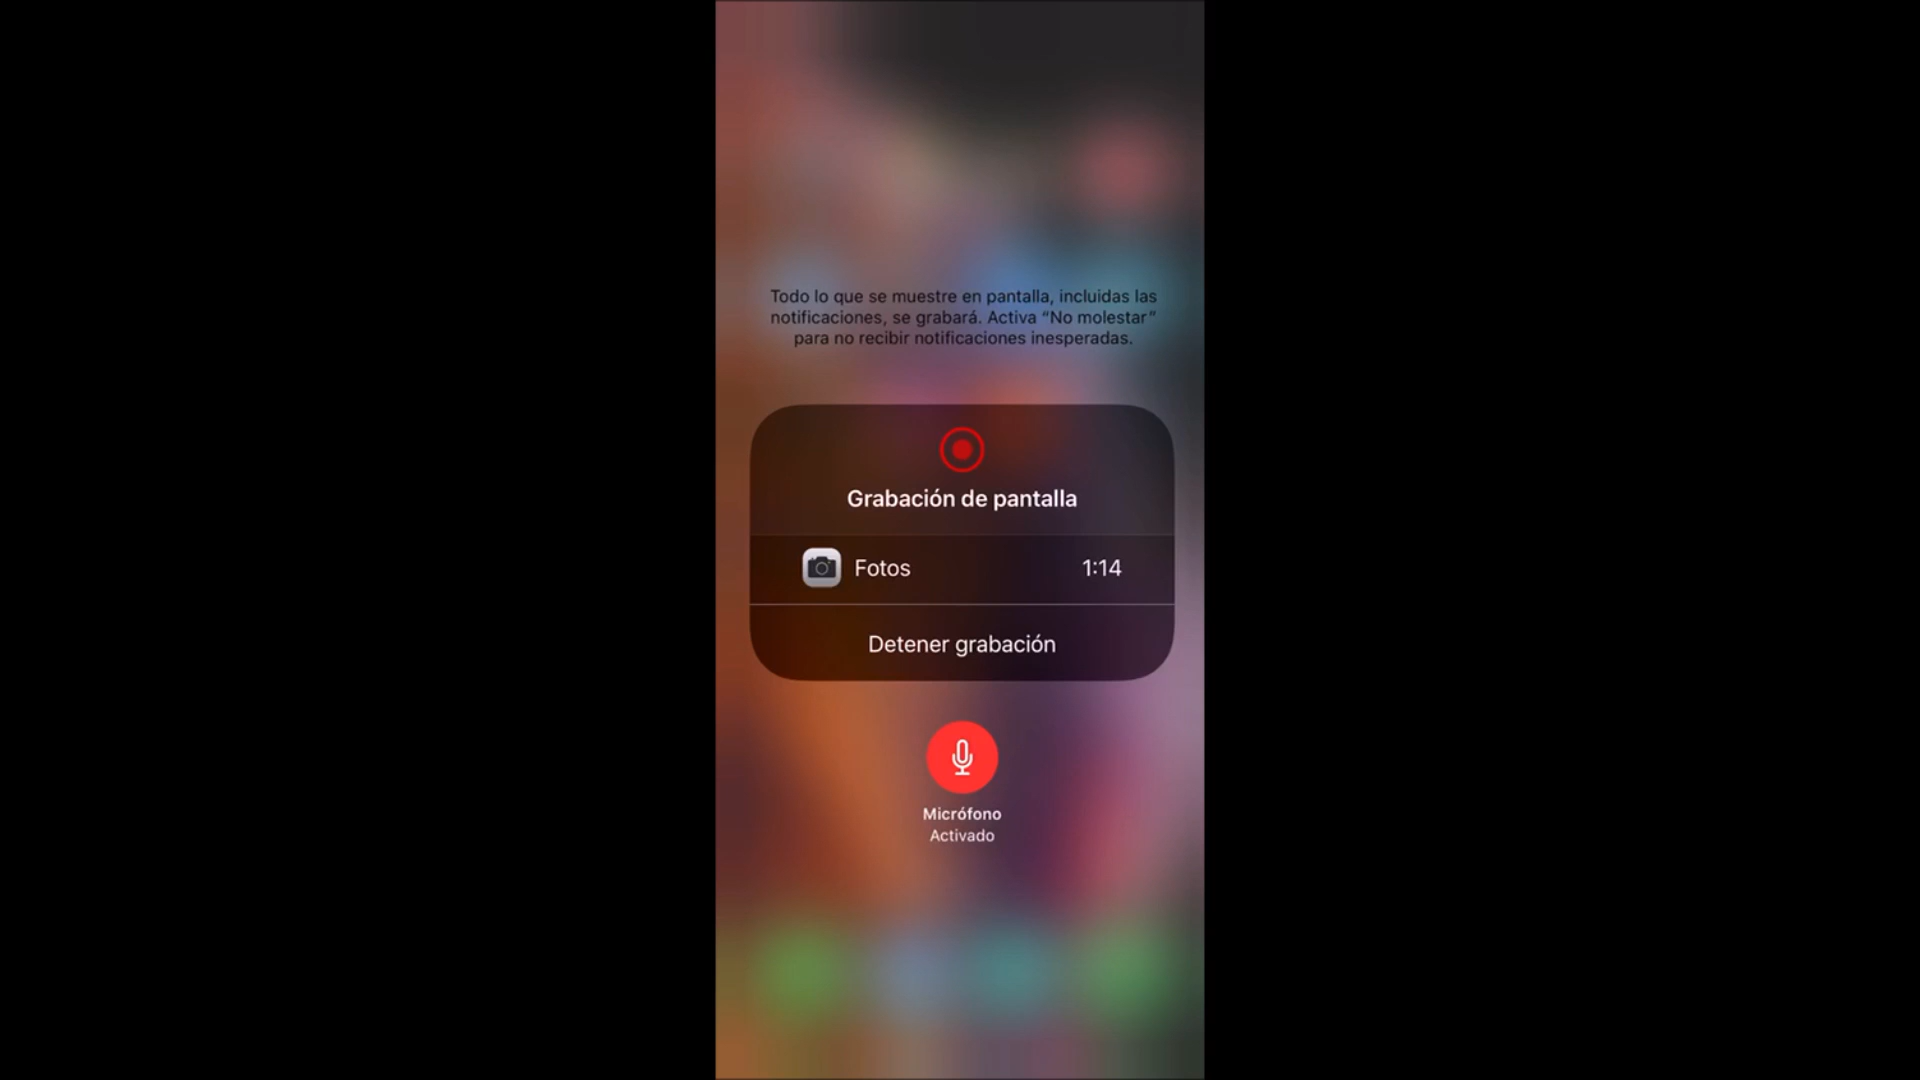 Todo lo que se muestre en pantalla, incluidas las
notificaciones, se grabará. Activa “No molestar”
para no recibir notificaciones inesperadas.
Grabación de pantalla
Fotos 1:14
Detener grabación
Micrófono
Activado